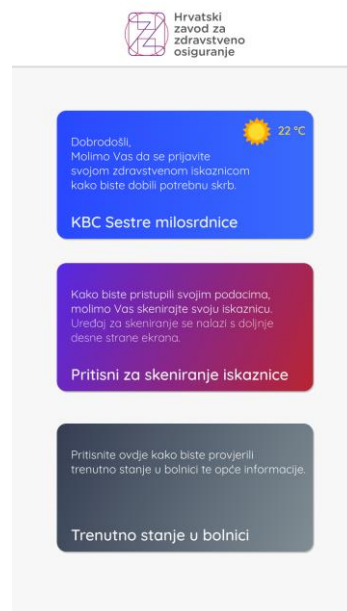 Hrvatski
zavod za
zdravstveno
osiguranje
22 °C
Dobrodošli,
Molimo Vas da se prijavite
svojom zdravstvenom iskaznicom
kako biste dobili potrebnu skrb.
KBC Sestre milosrdnice
Kako biste pristupili svojim podacima,
molimo Vas skenirajte svoju iskaznicu.
Uređaj za skeniranje se nalazi s doljnje
desne strane ekrana.
Pritisni za skeniranje iskaznice
Pritisnite ovdje kako biste provjerili
trenutno stanje u bolnici te opće informacije.
Trenutno stanje u bolnici